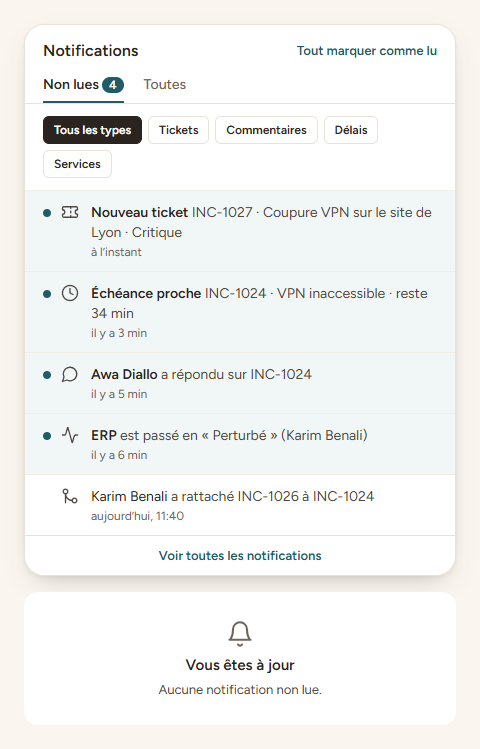 Notifications
Tout marquer comme lu
Non lues 4
Toutes
Tous les types
Tickets
Commentaires
Délais
Services
Nouveau ticket INC-1027 · Coupure VPN sur le site de
Lyon · Critique
à l'instant
Échéance proche INC-1024 · VPN inaccessible · reste
34 min
il y a 3 min
Awa Diallo a répondu sur INC-1024
il y a 5 min
ERP est passé en « Perturbé » (Karim Benali)
il y a 6 min
Karim Benali a rattaché INC-1026 à INC-1024
aujourd'hui, 11:40
Voir toutes les notifications
Vous êtes à jour
Aucune notification non lue.